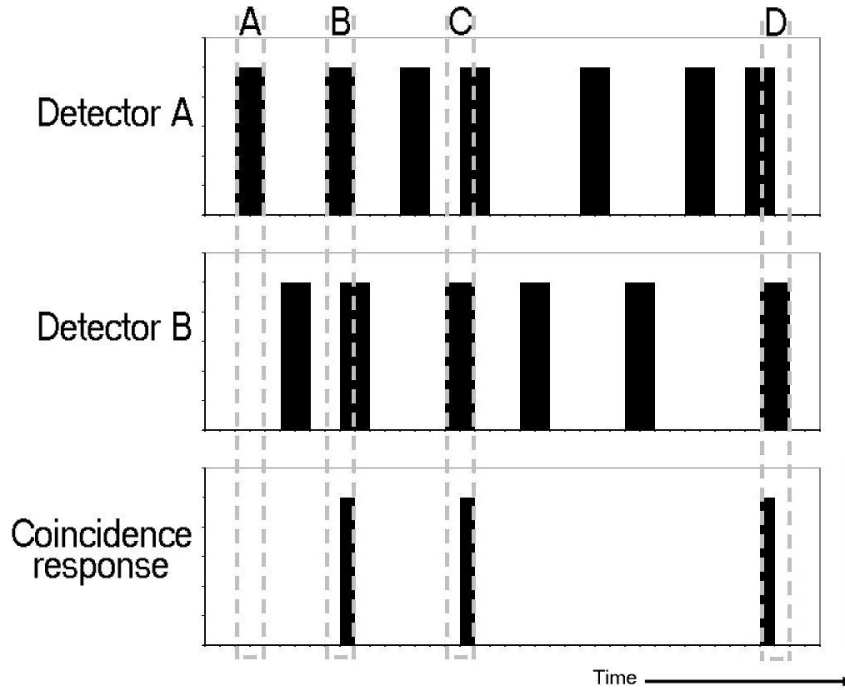 A B C D
Detector A
Detector B
Coincidence
response
Time